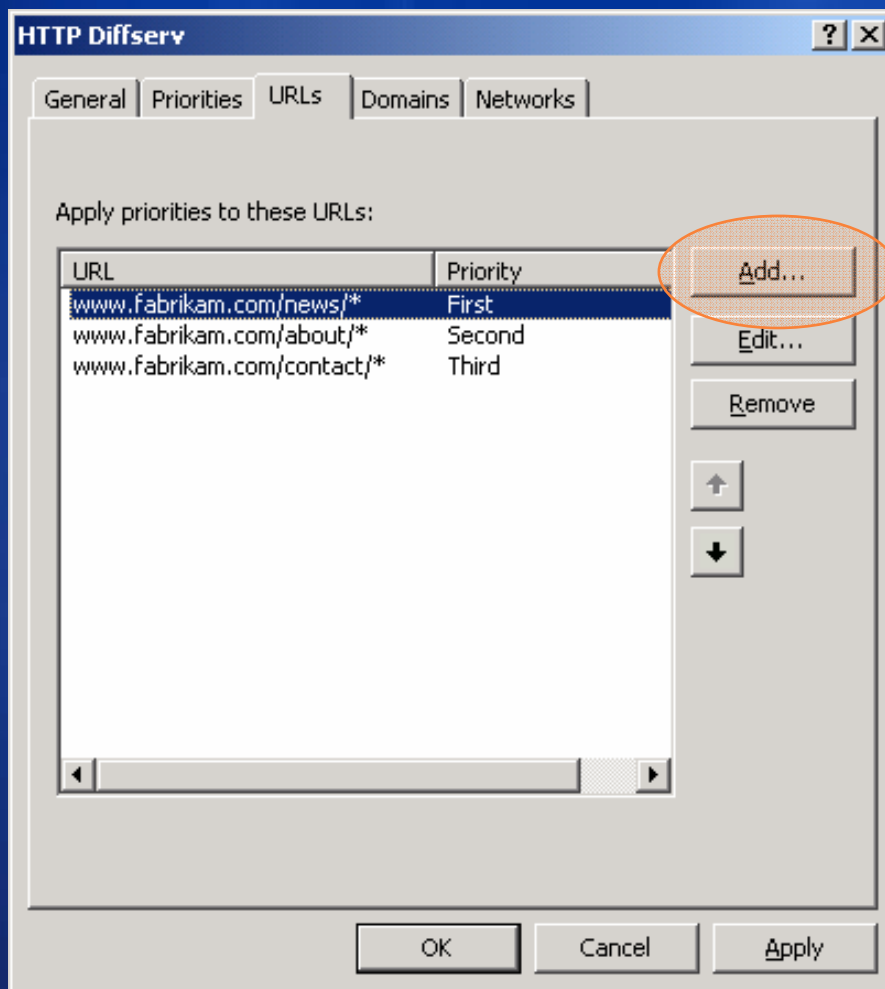 HTTP Diffserv
General Priorities URLs Domains Networks
Apply priorities to these URLs:
URL Priority
www.fabrikam.com/news/* First
www.fabrikam.com/about/* Second
www.fabrikam.com/contact/* Third
Add...
Edit...
Remove
OK Cancel Apply